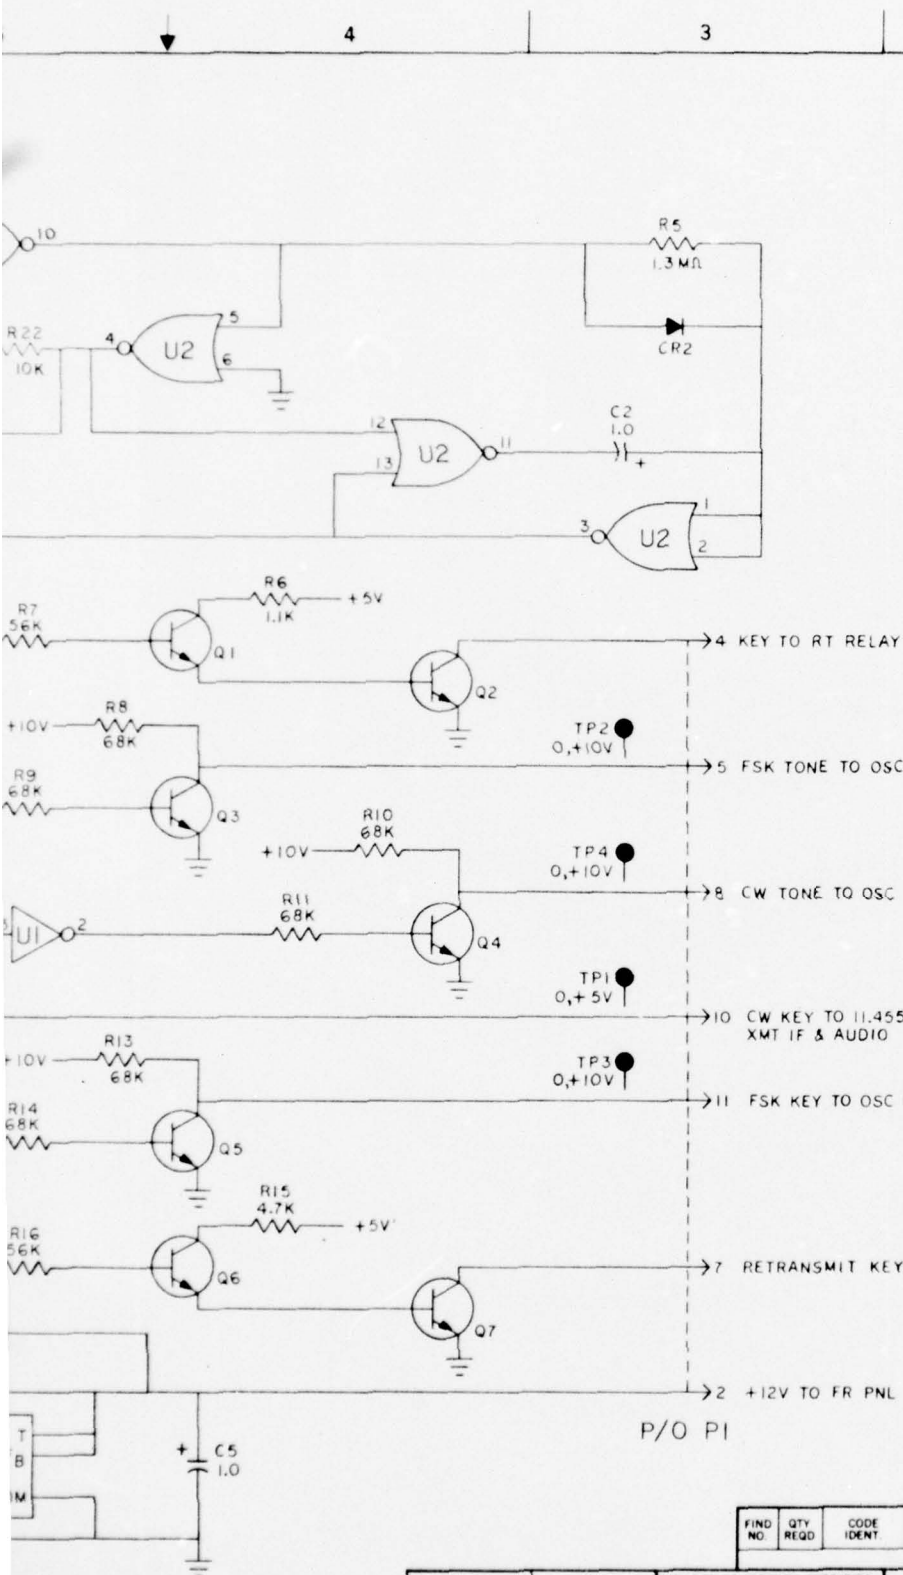 4 3
10
R5
1.3 MΩ
5
R22
4
U2
6
10K
CR2
C2
1.0
12
U2
11
13
+
1
3
U2
2
R6
+5V
1.1K
R7
56K
Q1
4 KEY TO RT RELAY
Q2
R8
+10V
68K
TP2
0,+10V
5 FSK TONE TO OSC
R9
68K
Q3
R10
68K
+10V
TP4
0,+10V
8 CW TONE TO OSC
R11
68K
U1
2
Q4
TP1
0,+5V
10 CW KEY TO 11.455
XMT IF & AUDIO
R13
+10V
68K
TP3
0,+10V
11 FSK KEY TO OSC
R14
68K
Q5
R15
4.7K
+5V
R16
56K
Q6
7 RETRANSMIT KEY
Q7
2 +12V TO FR PNL
P/O P1
T
B
+ C5
1.0
M
FIND NO.
QTY REQD
CODE IDENT